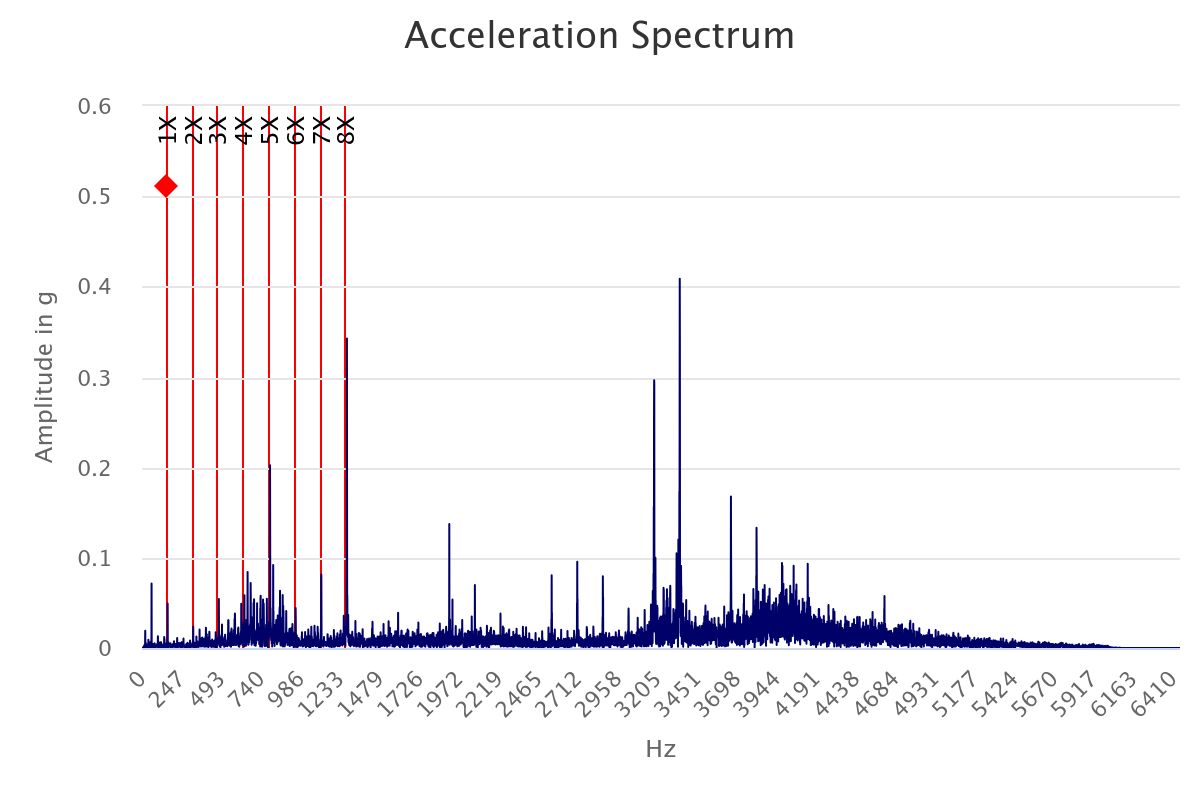 Acceleration Spectrum
0.6
1X 2X 3X 4X 5X 6X 7X 8X
0.5
0.4
Amplitude in g
0.3
0.2
0.1
0
0 247 493 740 986 1233 1479 1726 1972 2219 2465 2712 2958 3205 3451 3698 3944 4191 4438 4684 4931 5177 5424 5670 5917 6163 6410
Hz